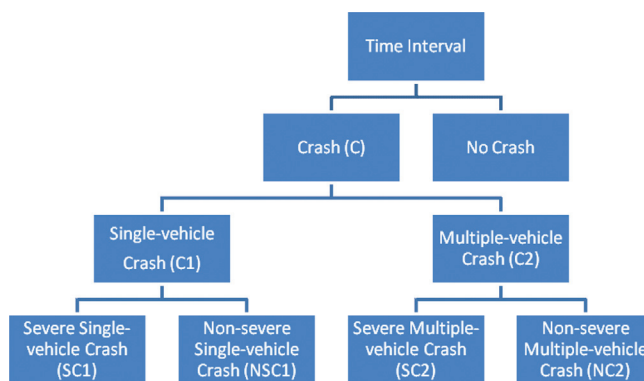 Time Interval
Crash (C)
No Crash
Single-vehicle
Crash (C1)
Multiple-vehicle
Crash (C2)
Severe Single-
vehicle Crash
(SC1)
Non-severe
Single-vehicle
Crash (NSC1)
Severe Multiple-
vehicle Crash
(SC2)
Non-severe
Multiple-vehicle
Crash (NC2)